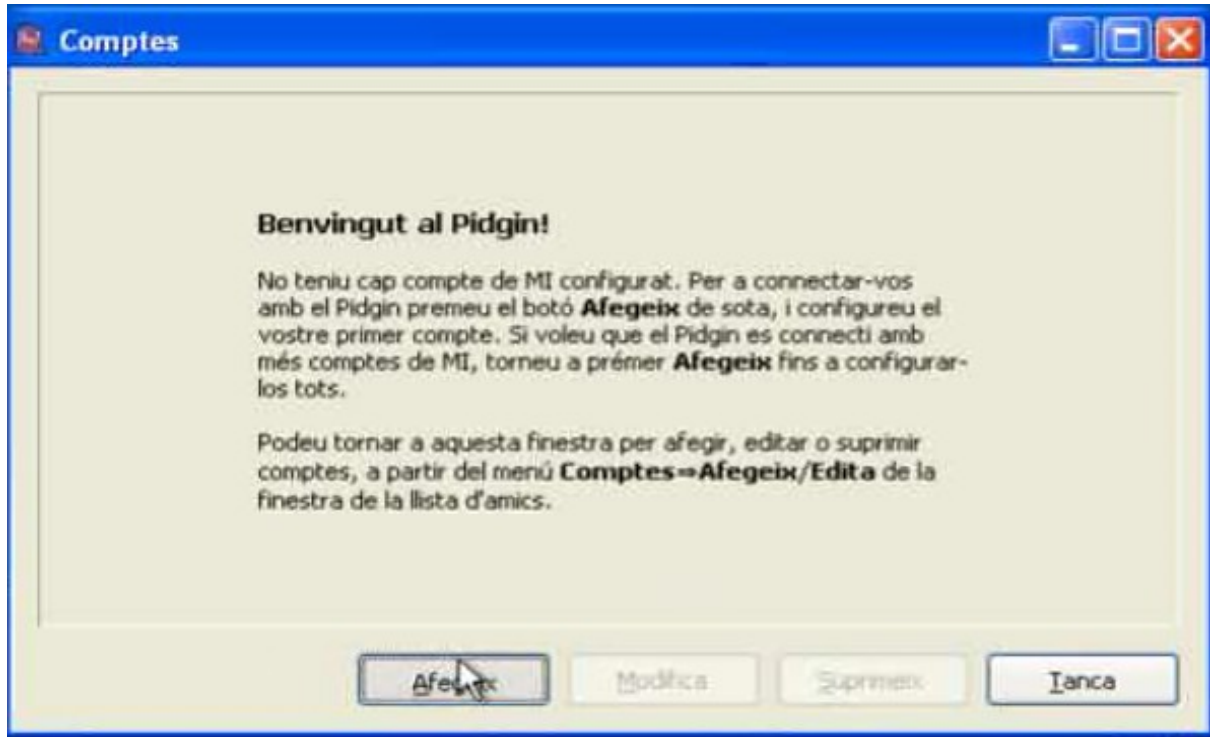 Comptes
Benvingut al Pidgin!
No teniu cap compte de MI configurat. Per a connectar-vos
amb el Pidgin premeu el botó Afegeix de sota, i configureu el
vostre primer compte. Si voleu que el Pidgin es connecti amb
més comptes de MI, torneu a prémer Afegeix fins a configurar-
los tots.
Podeu tornar a aquesta finestra per afegir, editar o suprimir
comptes, a partir del menú Comptes⇒Afegeix/Edita de la
finestra de la llista d'amics.
Afegeix Modifica Suprimeix Tanca